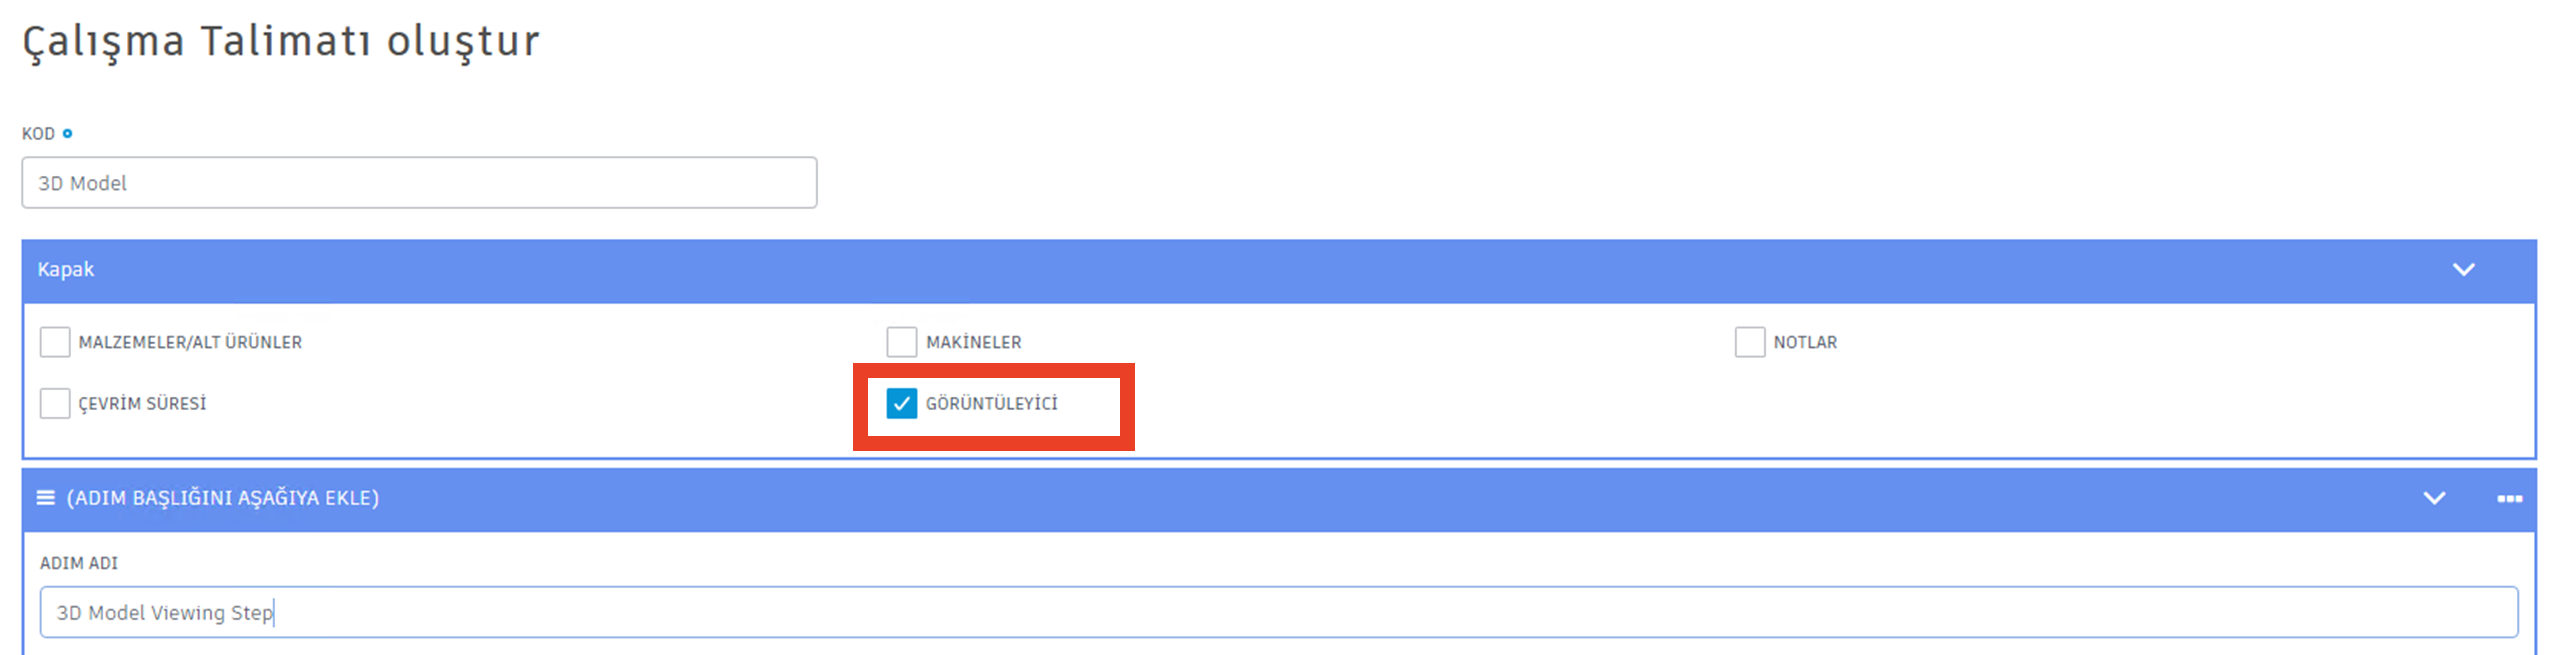 Çalışma Talimatı oluştur
KOD
3D Model
Kapak
MALZEMELER/ALT ÜRÜNLER
MAKİNELER
NOTLAR
ÇEVRİM SÜRESİ
GÖRÜNTÜLEYİCİ
(ADIM BAŞLIĞINI AŞAĞIYA EKLE)
ADIM ADI
3D Model Viewing Step